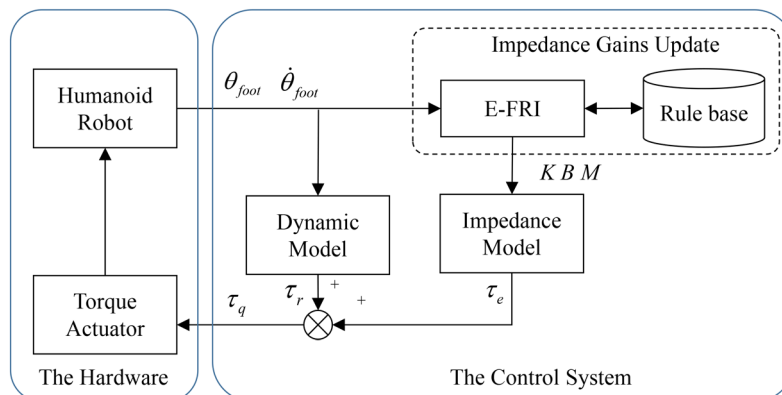 Impedance Gains Update
Humanoid
Robot
θ_foot θ̇_foot
E-FRI
Rule base
K B M
Dynamic
Model
Impedance
Model
Torque
Actuator
τ_q
τ_r
+
+
τ_e
The Hardware
The Control System